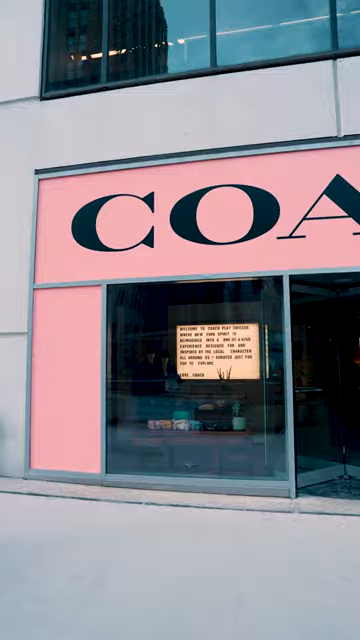 COA
WELCOME TO COACH PLAY CHICAGO
WHERE NEW YORK SPIRIT IS
REIMAGINED INTO A ONE-OF-A-KIND
EXPERIENCE DESIGNED FOR AND
INSPIRED BY THE LOCAL CHARACTER
ALL AROUND US - CURATED JUST FOR
YOU TO EXPLORE
LOVE, COACH